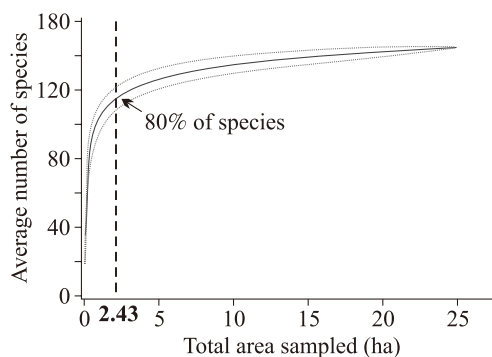 Average number of species
180
120
80
40
0
80% of species
0 2.43 5 10 15 20 25
Total area sampled (ha)